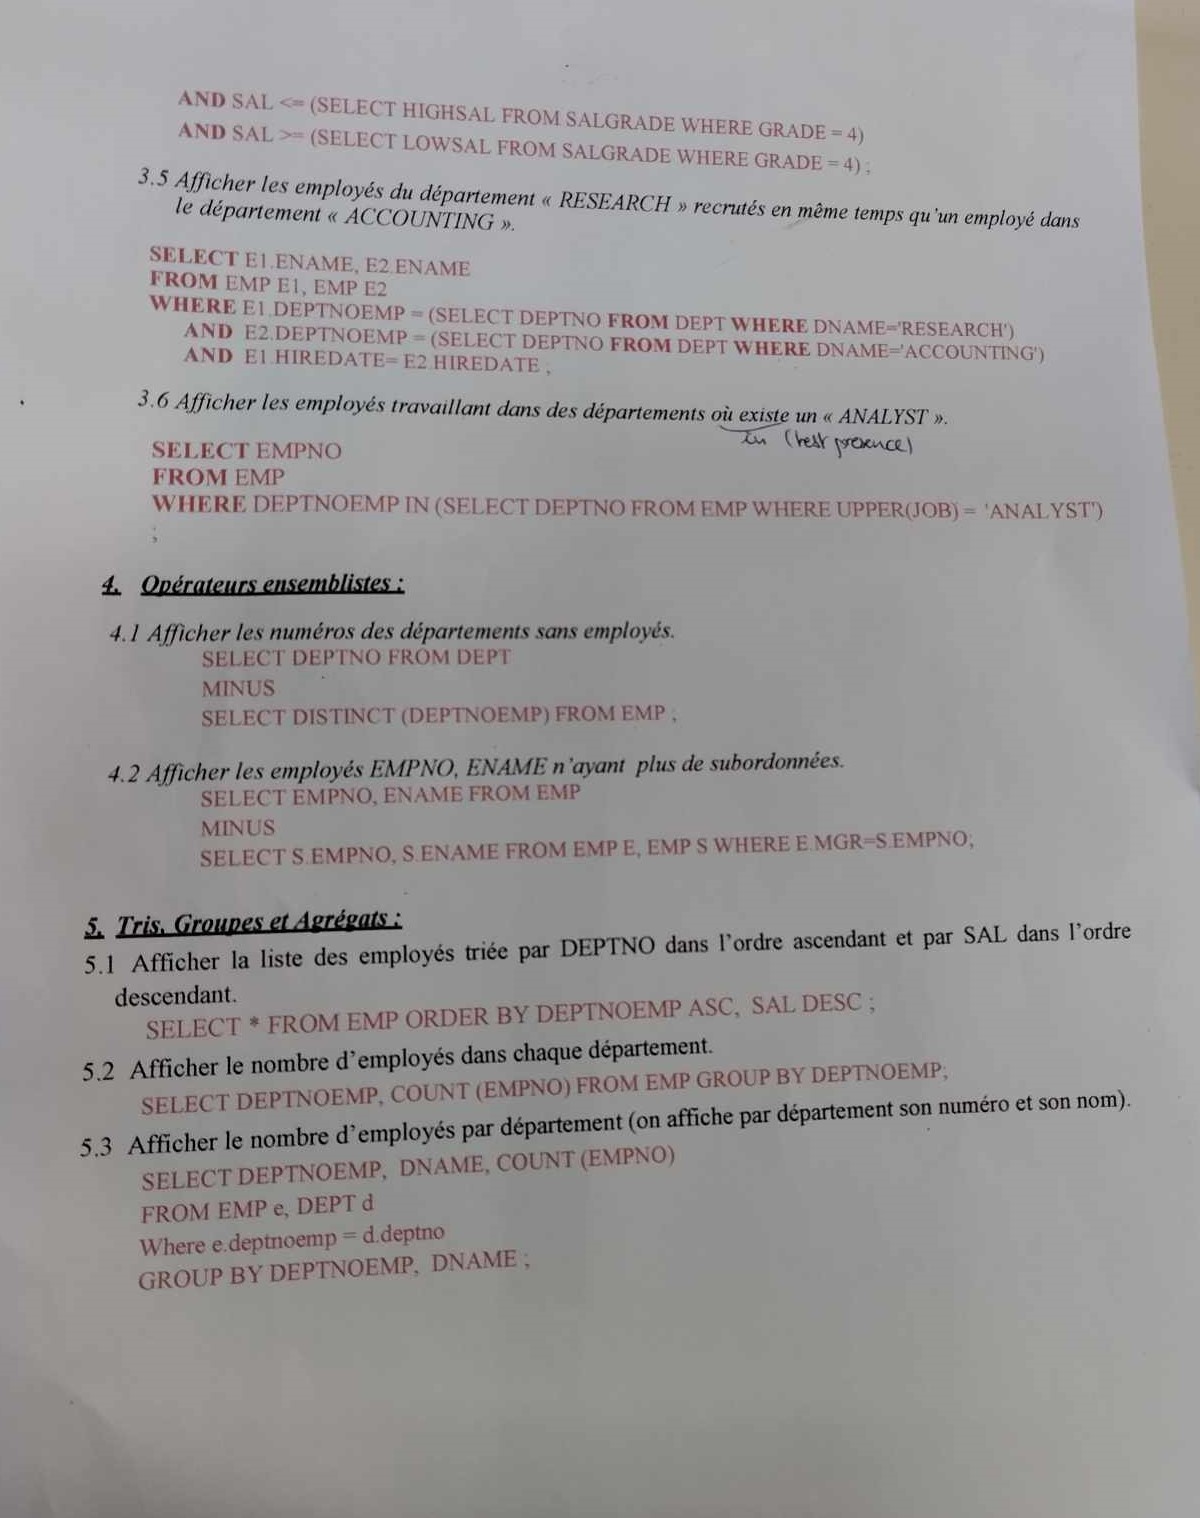 AND SAL <= (SELECT HIGHSAL FROM SALGRADE WHERE GRADE = 4)
AND SAL >= (SELECT LOWSAL FROM SALGRADE WHERE GRADE = 4) ;
3.5 Afficher les employés du département « RESEARCH » recrutés en même temps qu'un employé dans
le département « ACCOUNTING ».
SELECT E1.ENAME, E2.ENAME
FROM EMP E1, EMP E2
WHERE E1.DEPTNOEMP = (SELECT DEPTNO FROM DEPT WHERE DNAME='RESEARCH')
AND E2.DEPTNOEMP = (SELECT DEPTNO FROM DEPT WHERE DNAME='ACCOUNTING')
AND E1.HIREDATE= E2.HIREDATE ;
3.6 Afficher les employés travaillant dans des départements où existe un « ANALYST ».
in (test présence)
SELECT EMPNO
FROM EMP
WHERE DEPTNOEMP IN (SELECT DEPTNO FROM EMP WHERE UPPER(JOB) = 'ANALYST')
;
4. Opérateurs ensemblistes :
4.1 Afficher les numéros des départements sans employés.
SELECT DEPTNO FROM DEPT
MINUS
SELECT DISTINCT (DEPTNOEMP) FROM EMP ;
4.2 Afficher les employés EMPNO, ENAME n'ayant plus de subordonnées.
SELECT EMPNO, ENAME FROM EMP
MINUS
SELECT S.EMPNO, S.ENAME FROM EMP E, EMP S WHERE E.MGR=S.EMPNO;
5. Tris, Groupes et Agrégats :
5.1 Afficher la liste des employés triée par DEPTNO dans l'ordre ascendant et par SAL dans l'ordre
descendant.
SELECT * FROM EMP ORDER BY DEPTNOEMP ASC, SAL DESC ;
5.2 Afficher le nombre d'employés dans chaque département.
SELECT DEPTNOEMP, COUNT (EMPNO) FROM EMP GROUP BY DEPTNOEMP;
5.3 Afficher le nombre d'employés par département (on affiche par département son numéro et son nom).
SELECT DEPTNOEMP, DNAME, COUNT (EMPNO)
FROM EMP e, DEPT d
Where e.deptnoemp = d.deptno
GROUP BY DEPTNOEMP, DNAME ;